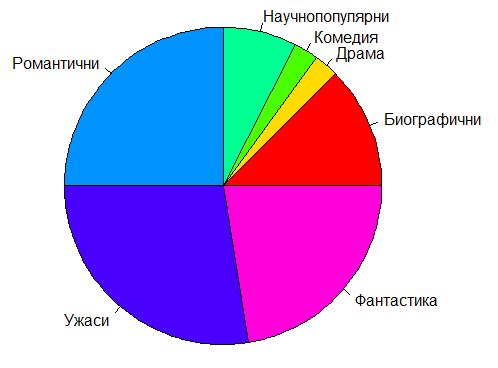 Научнопопулярни
Комедия
Драма
Романтични
Биографични
Фантастика
Ужаси